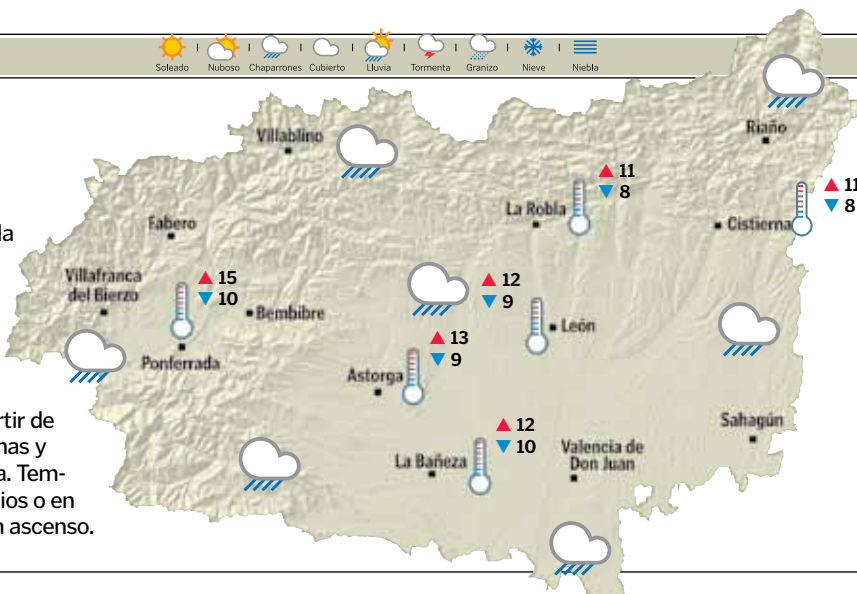 Soleado Nuboso Chaparrones Cubierto Lluvia Tormenta Granizo Nieve Niebla
Riaño
Villablino
11
8
La Robla
11
8
Cistierna
la
Fabero
Villafranca
del Bierzo
15
10
Bembibre
12
9
León
Ponferrada
13
9
Astorga
rtir de
nas y
a. Tem-
ios o en
n ascenso.
12
10
La Bañeza
Valencia de
Don Juan
Sahagún